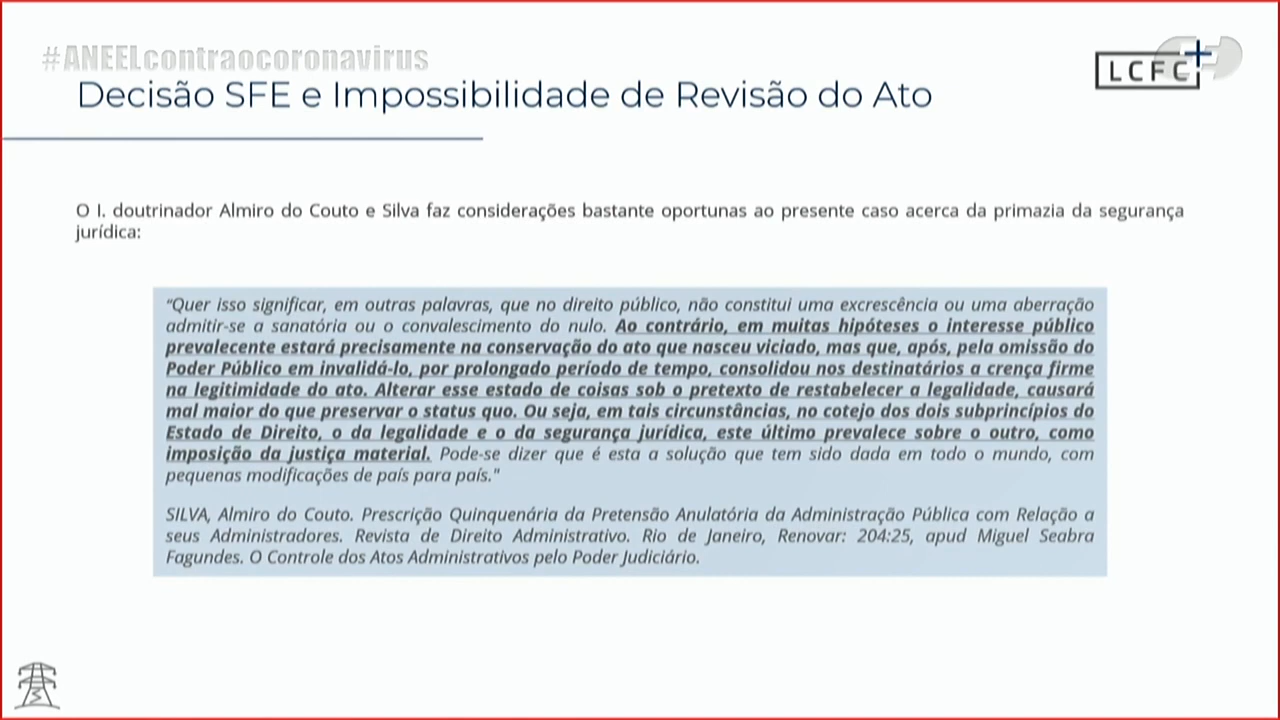 #ANEELcontraocoronavirus
LCFC
Decisão SFE e Impossibilidade de Revisão do Ato
O I. doutrinador Almiro do Couto e Silva faz considerações bastante oportunas ao presente caso acerca da primazia da segurança
jurídica:
"Quer isso significar, em outras palavras, que no direito público, não constitui uma excrescência ou uma aberração
admitir-se a sanatória ou o convalescimento do nulo. Ao contrário, em muitas hipóteses o interesse público
prevalecente estará precisamente na conservação do ato que nasceu viciado, mas que, após, pela omissão do
Poder Público em invalidá-lo, por prolongado período de tempo, consolidou nos destinatários a crença firme
na legitimidade do ato. Alterar esse estado de coisas sob o pretexto de restabelecer a legalidade, causará
mal maior do que preservar o status quo. Ou seja, em tais circunstâncias, no cotejo dos dois subprincípios do
Estado de Direito, o da legalidade e o da segurança jurídica, este último prevalece sobre o outro, como
imposição da justiça material. Pode-se dizer que é esta a solução que tem sido dada em todo o mundo, com
pequenas modificações de país para país."
SILVA, Almiro do Couto. Prescrição Quinquenária da Pretensão Anulatória da Administração Pública com Relação a
seus Administradores. Revista de Direito Administrativo. Rio de Janeiro, Renovar: 204:25, apud Miguel Seabra
Fagundes. O Controle dos Atos Administrativos pelo Poder Judiciário.